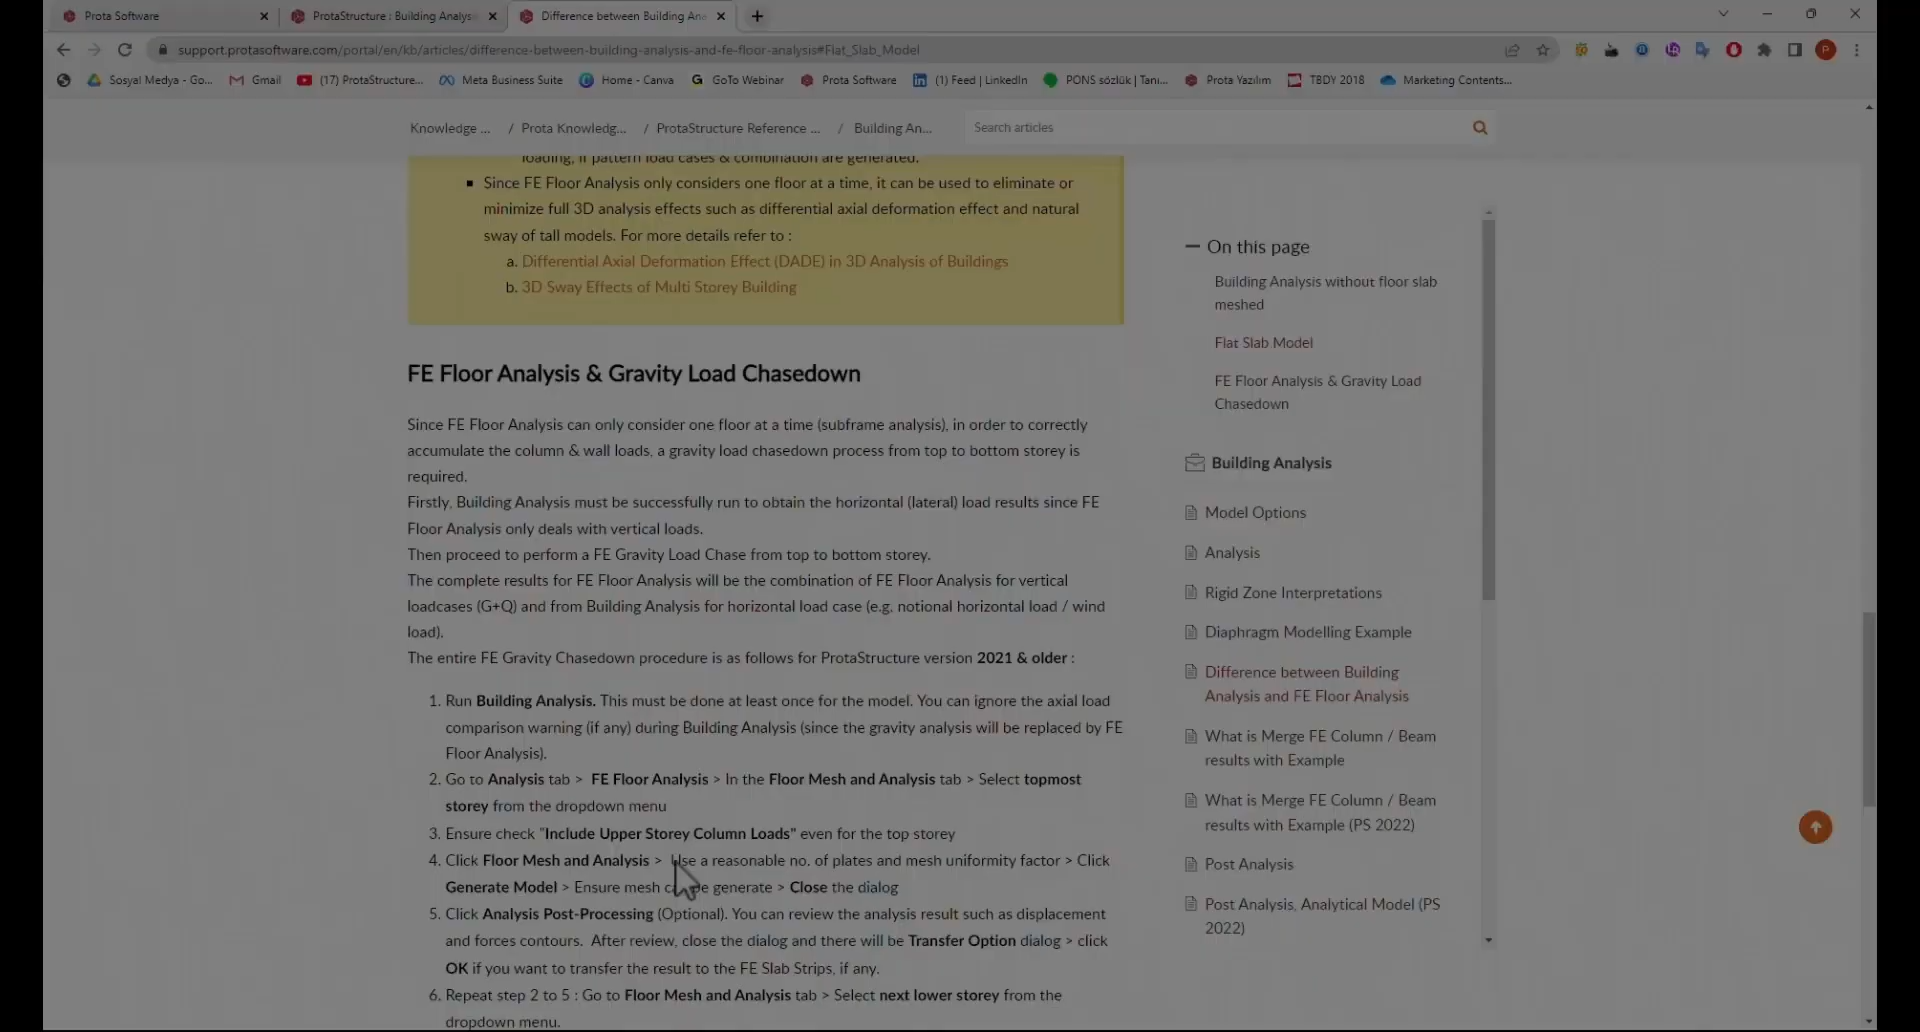 Prota Software
ProtaStructure : Building Analys
Difference between Building Ana
support.protasoftware.com/portal/en/kb/articles/difference-between-building-analysis-and-fe-floor-analysis#Flat_Slab_Model
P
Sosyal Medya - Go...
Gmail
(17) ProtaStructure...
Meta Business Suite
Home - Canva
GoTo Webinar
Prota Software
(1) Feed | LinkedIn
PONS sözlük | Tanı...
Prota Yazılım
TBDY 2018
Marketing Contents...
Knowledge ... / Prota Knowledg... / ProtaStructure Reference ... / Building An...
Search articles
loading, if pattern load cases & combination are generated.
Since FE Floor Analysis only considers one floor at a time, it can be used to eliminate or
minimize full 3D analysis effects such as differential axial deformation effect and natural
sway of tall models. For more details refer to :
a. Differential Axial Deformation Effect (DADE) in 3D Analysis of Buildings
b. 3D Sway Effects of Multi Storey Building
FE Floor Analysis & Gravity Load Chasedown
Since FE Floor Analysis can only consider one floor at a time (subframe analysis), in order to correctly
accumulate the column & wall loads, a gravity load chasedown process from top to bottom storey is
required.
Firstly, Building Analysis must be successfully run to obtain the horizontal (lateral) load results since FE
Floor Analysis only deals with vertical loads.
Then proceed to perform a FE Gravity Load Chase from top to bottom storey.
The complete results for FE Floor Analysis will be the combination of FE Floor Analysis for vertical
loadcases (G+Q) and from Building Analysis for horizontal load case (e.g. notional horizontal load / wind
load).
The entire FE Gravity Chasedown procedure is as follows for ProtaStructure version 2021 & older :
1. Run Building Analysis. This must be done at least once for the model. You can ignore the axial load
comparison warning (if any) during Building Analysis (since the gravity analysis will be replaced by FE
Floor Analysis).
2. Go to Analysis tab > FE Floor Analysis > In the Floor Mesh and Analysis tab > Select topmost
storey from the dropdown menu
3. Ensure check "Include Upper Storey Column Loads" even for the top storey
4. Click Floor Mesh and Analysis > Use a reasonable no. of plates and mesh uniformity factor > Click
Generate Model > Ensure mesh generate > Close the dialog
5. Click Analysis Post-Processing (Optional). You can review the analysis result such as displacement
and forces contours. After review, close the dialog and there will be Transfer Option dialog > click
OK if you want to transfer the result to the FE Slab Strips, if any.
6. Repeat step 2 to 5 : Go to Floor Mesh and Analysis tab > Select next lower storey from the
dropdown menu.
On this page
Building Analysis without floor slab
meshed
Flat Slab Model
FE Floor Analysis & Gravity Load
Chasedown
Building Analysis
Model Options
Analysis
Rigid Zone Interpretations
Diaphragm Modelling Example
Difference between Building
Analysis and FE Floor Analysis
What is Merge FE Column / Beam
results with Example
What is Merge FE Column / Beam
results with Example (PS 2022)
Post Analysis
Post Analysis, Analytical Model (PS
2022)